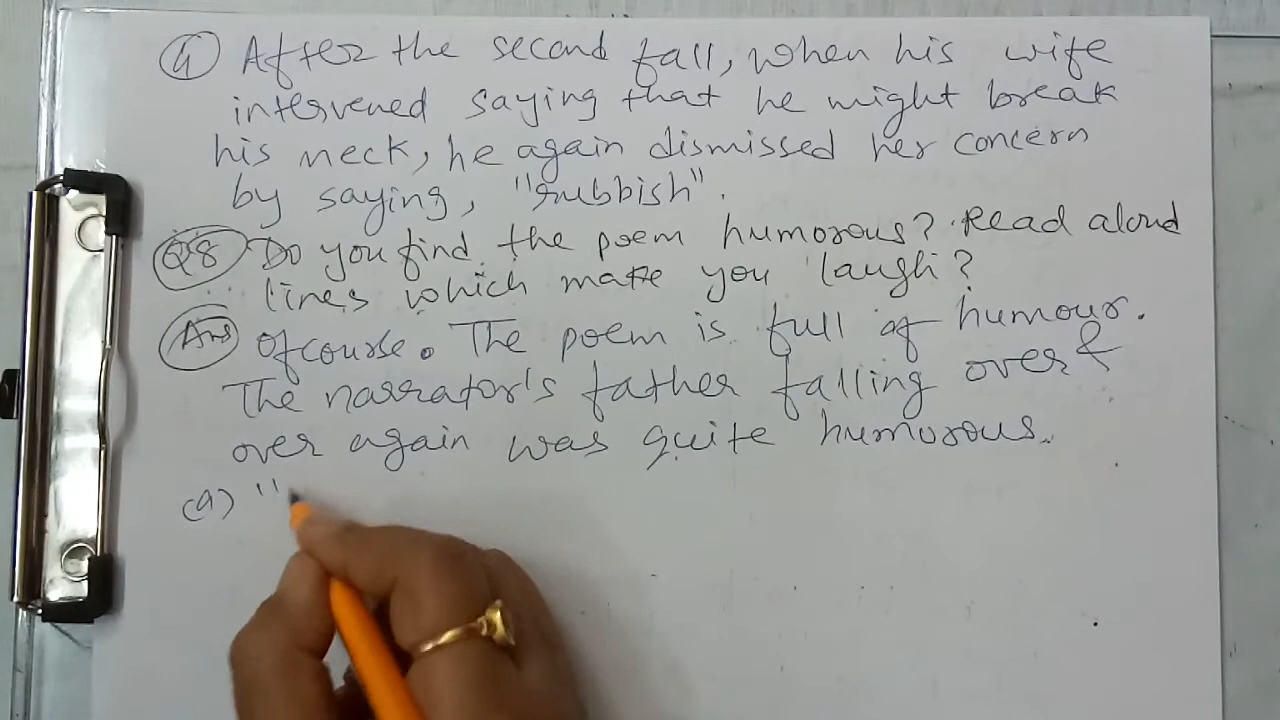 4 After the second fall, when his wife
intervened saying that he might break
his neck, he again dismissed her concern
by saying, "rubbish".
Q8 Do you find the poem humorous? Read aloud
lines which make you laugh?
Ans Of course. The poem is full of humour.
The narrator's father falling over &
over again was quite humorous.
(a) "